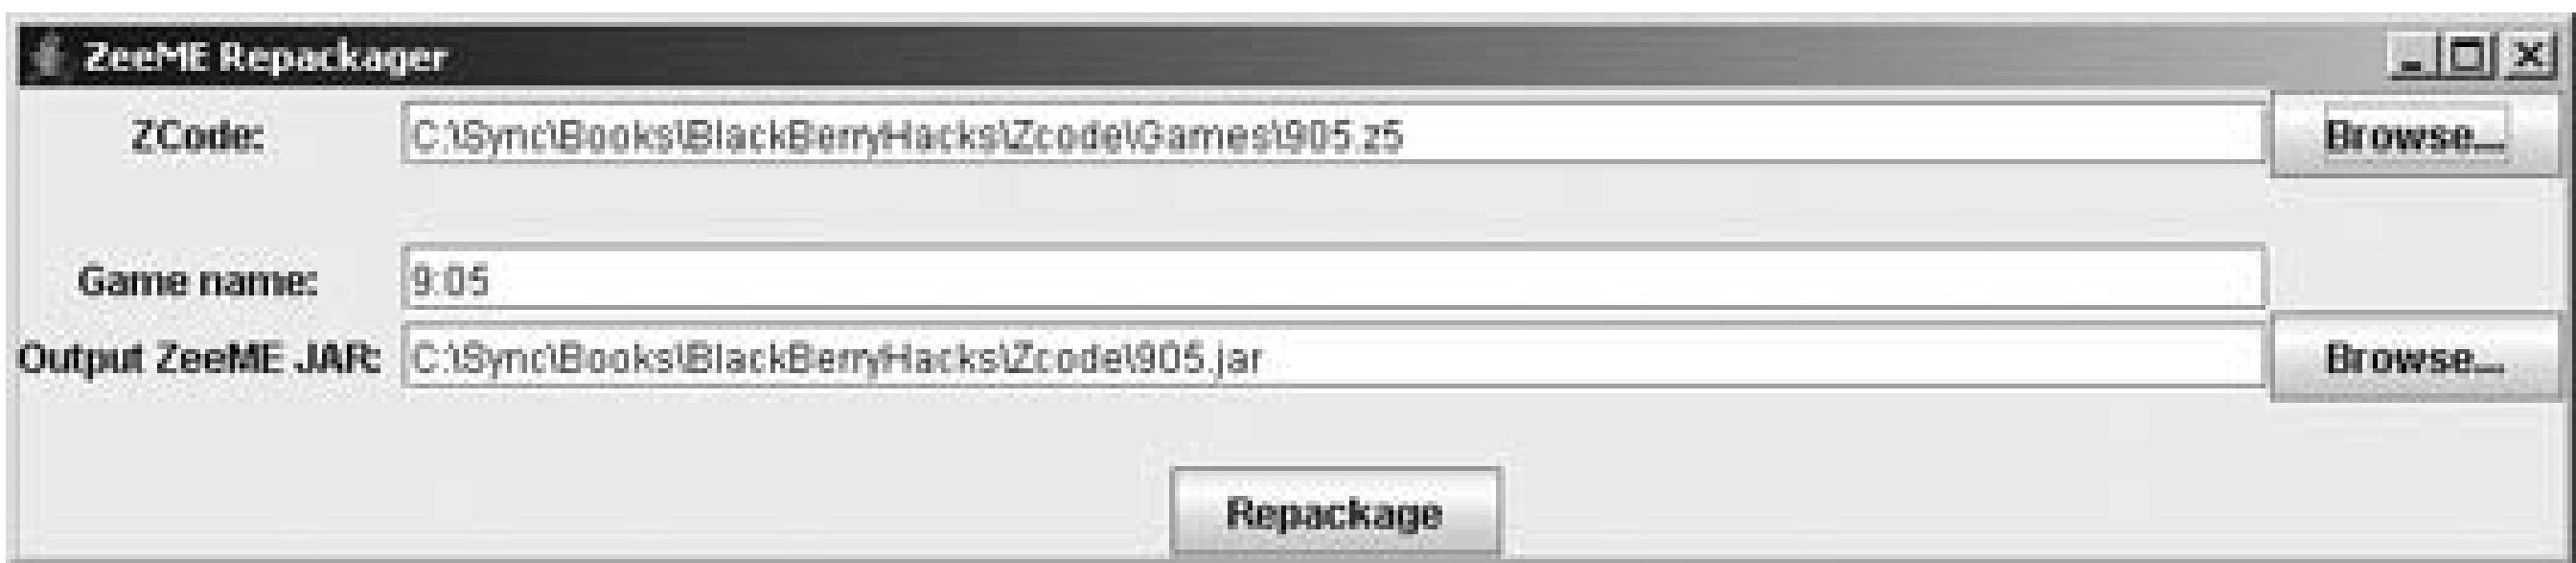 ZeeME Repackager
ZCode: C:\Sync\Books\BlackBerryHacks\Zcode\Games\905.z5 Browse...
Game name: 9:05
Output ZeeME JAR: C:\Sync\Books\BlackBerryHacks\Zcode\905.jar Browse...
Repackage